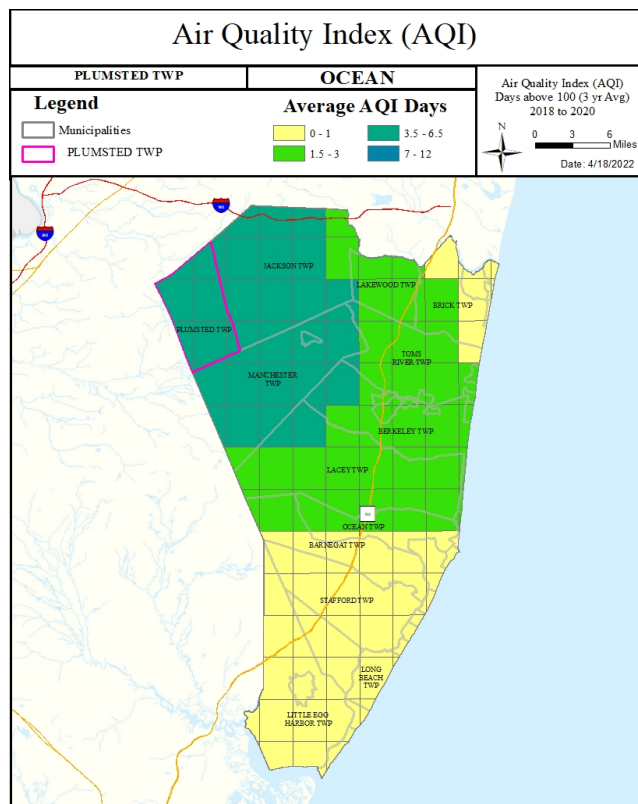 Air Quality Index (AQI)
PLUMSTED TWP
OCEAN
Legend
Municipalities
PLUMSTED TWP
Average AQI Days
0 - 1
3.5 - 6.5
1.5 - 3
7 - 12
Air Quality Index (AQI)
Days above 100 (3 yr Avg)
2018 to 2020
N
0 3 6
Miles
Date: 4/18/2022
JACKSON TWP
LAKEWOOD TWP
BRICK TWP
PLUMSTED TWP
TOMS
RIVER TWP
MANCHESTER
TWP
BERKELEY TWP
LACEY TWP
OCEAN TWP
BARNEGAT TWP
STAFFORD TWP
LONG
BEACH
TWP
LITTLE EGG
HARBOR TWP